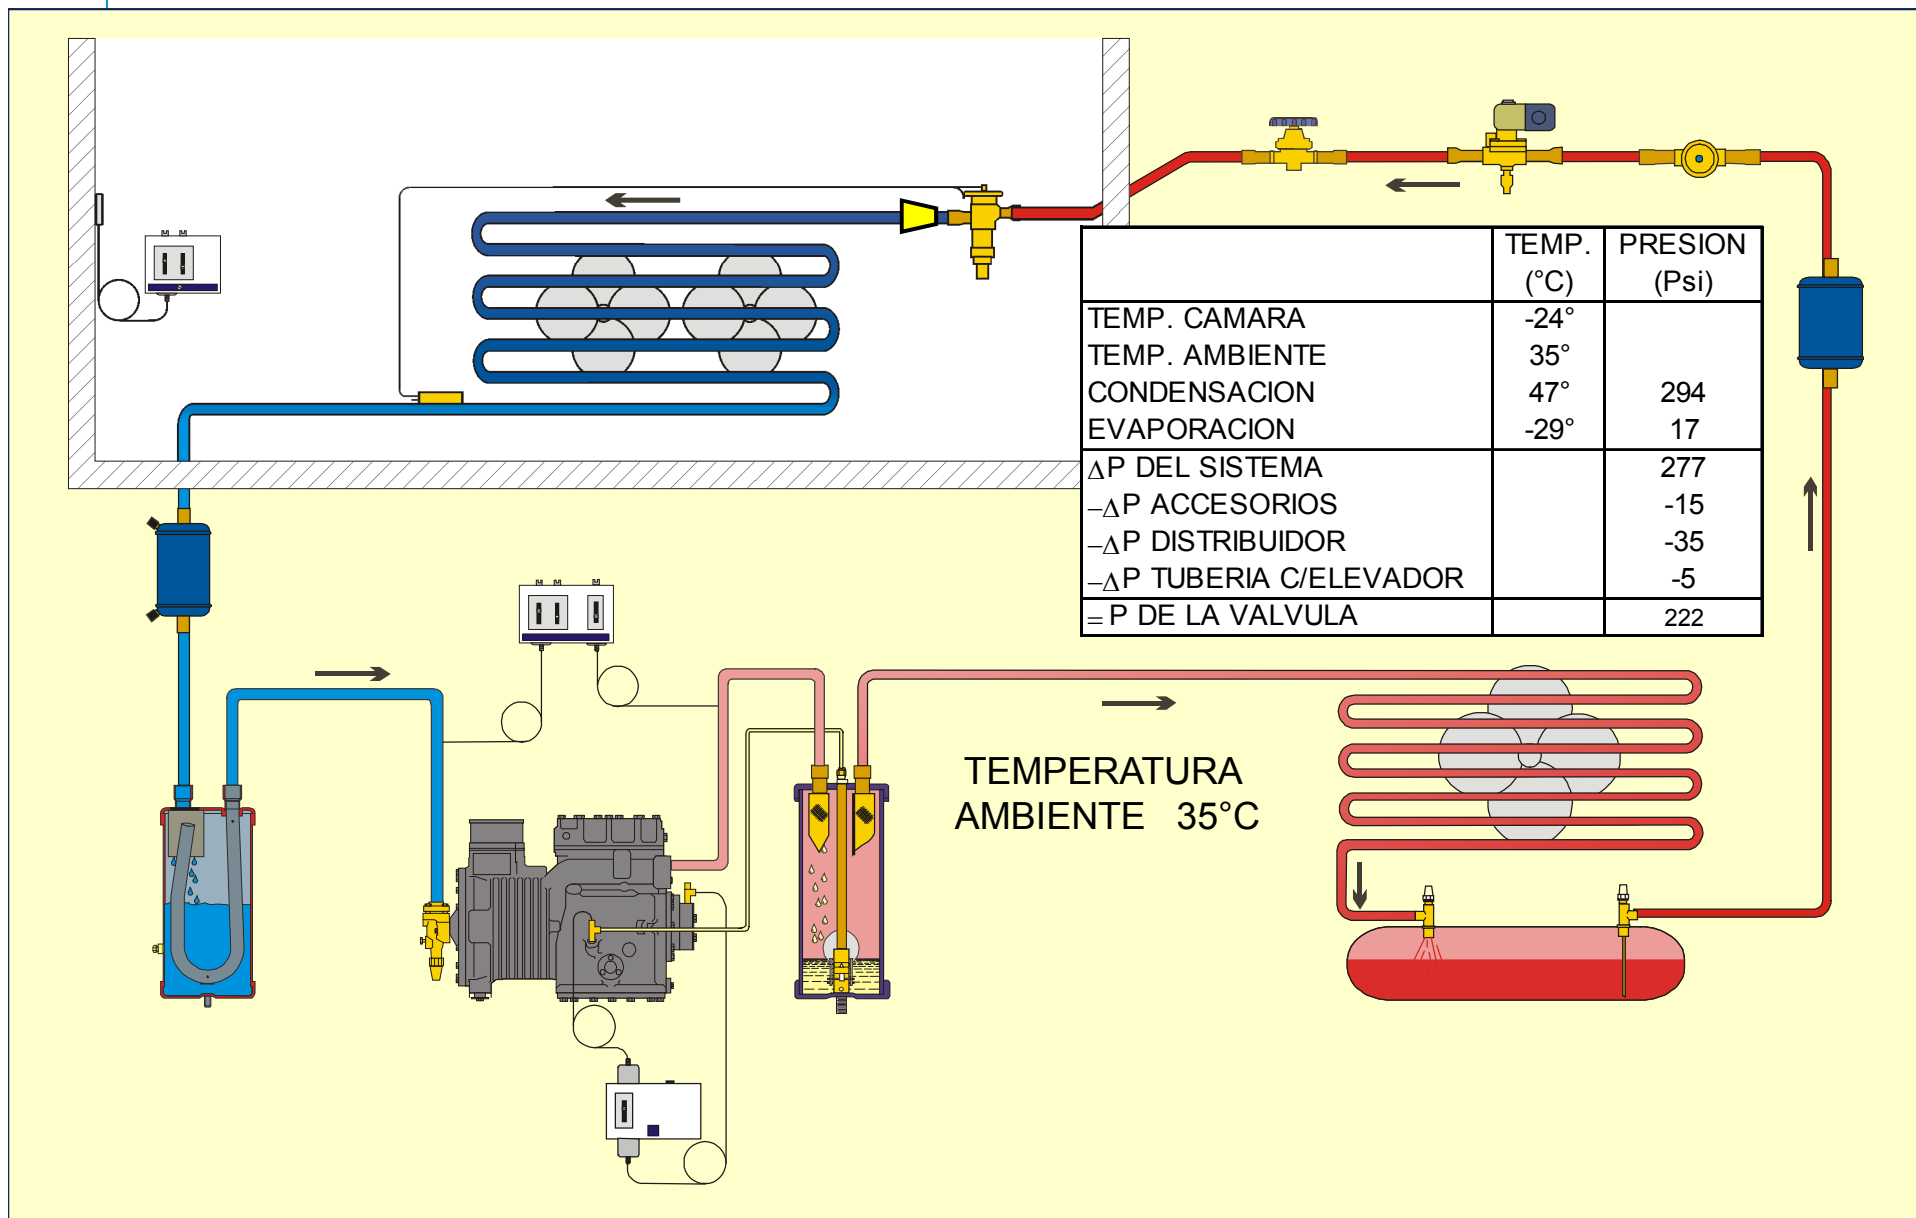 TEMP. PRESION
(°C) (Psi)
TEMP. CAMARA -24°
TEMP. AMBIENTE 35°
CONDENSACION 47° 294
EVAPORACION -29° 17
ΔP DEL SISTEMA 277
–ΔP ACCESORIOS -15
–ΔP DISTRIBUIDOR -35
–ΔP TUBERIA C/ELEVADOR -5
= P DE LA VALVULA 222
TEMPERATURA
AMBIENTE 35°C